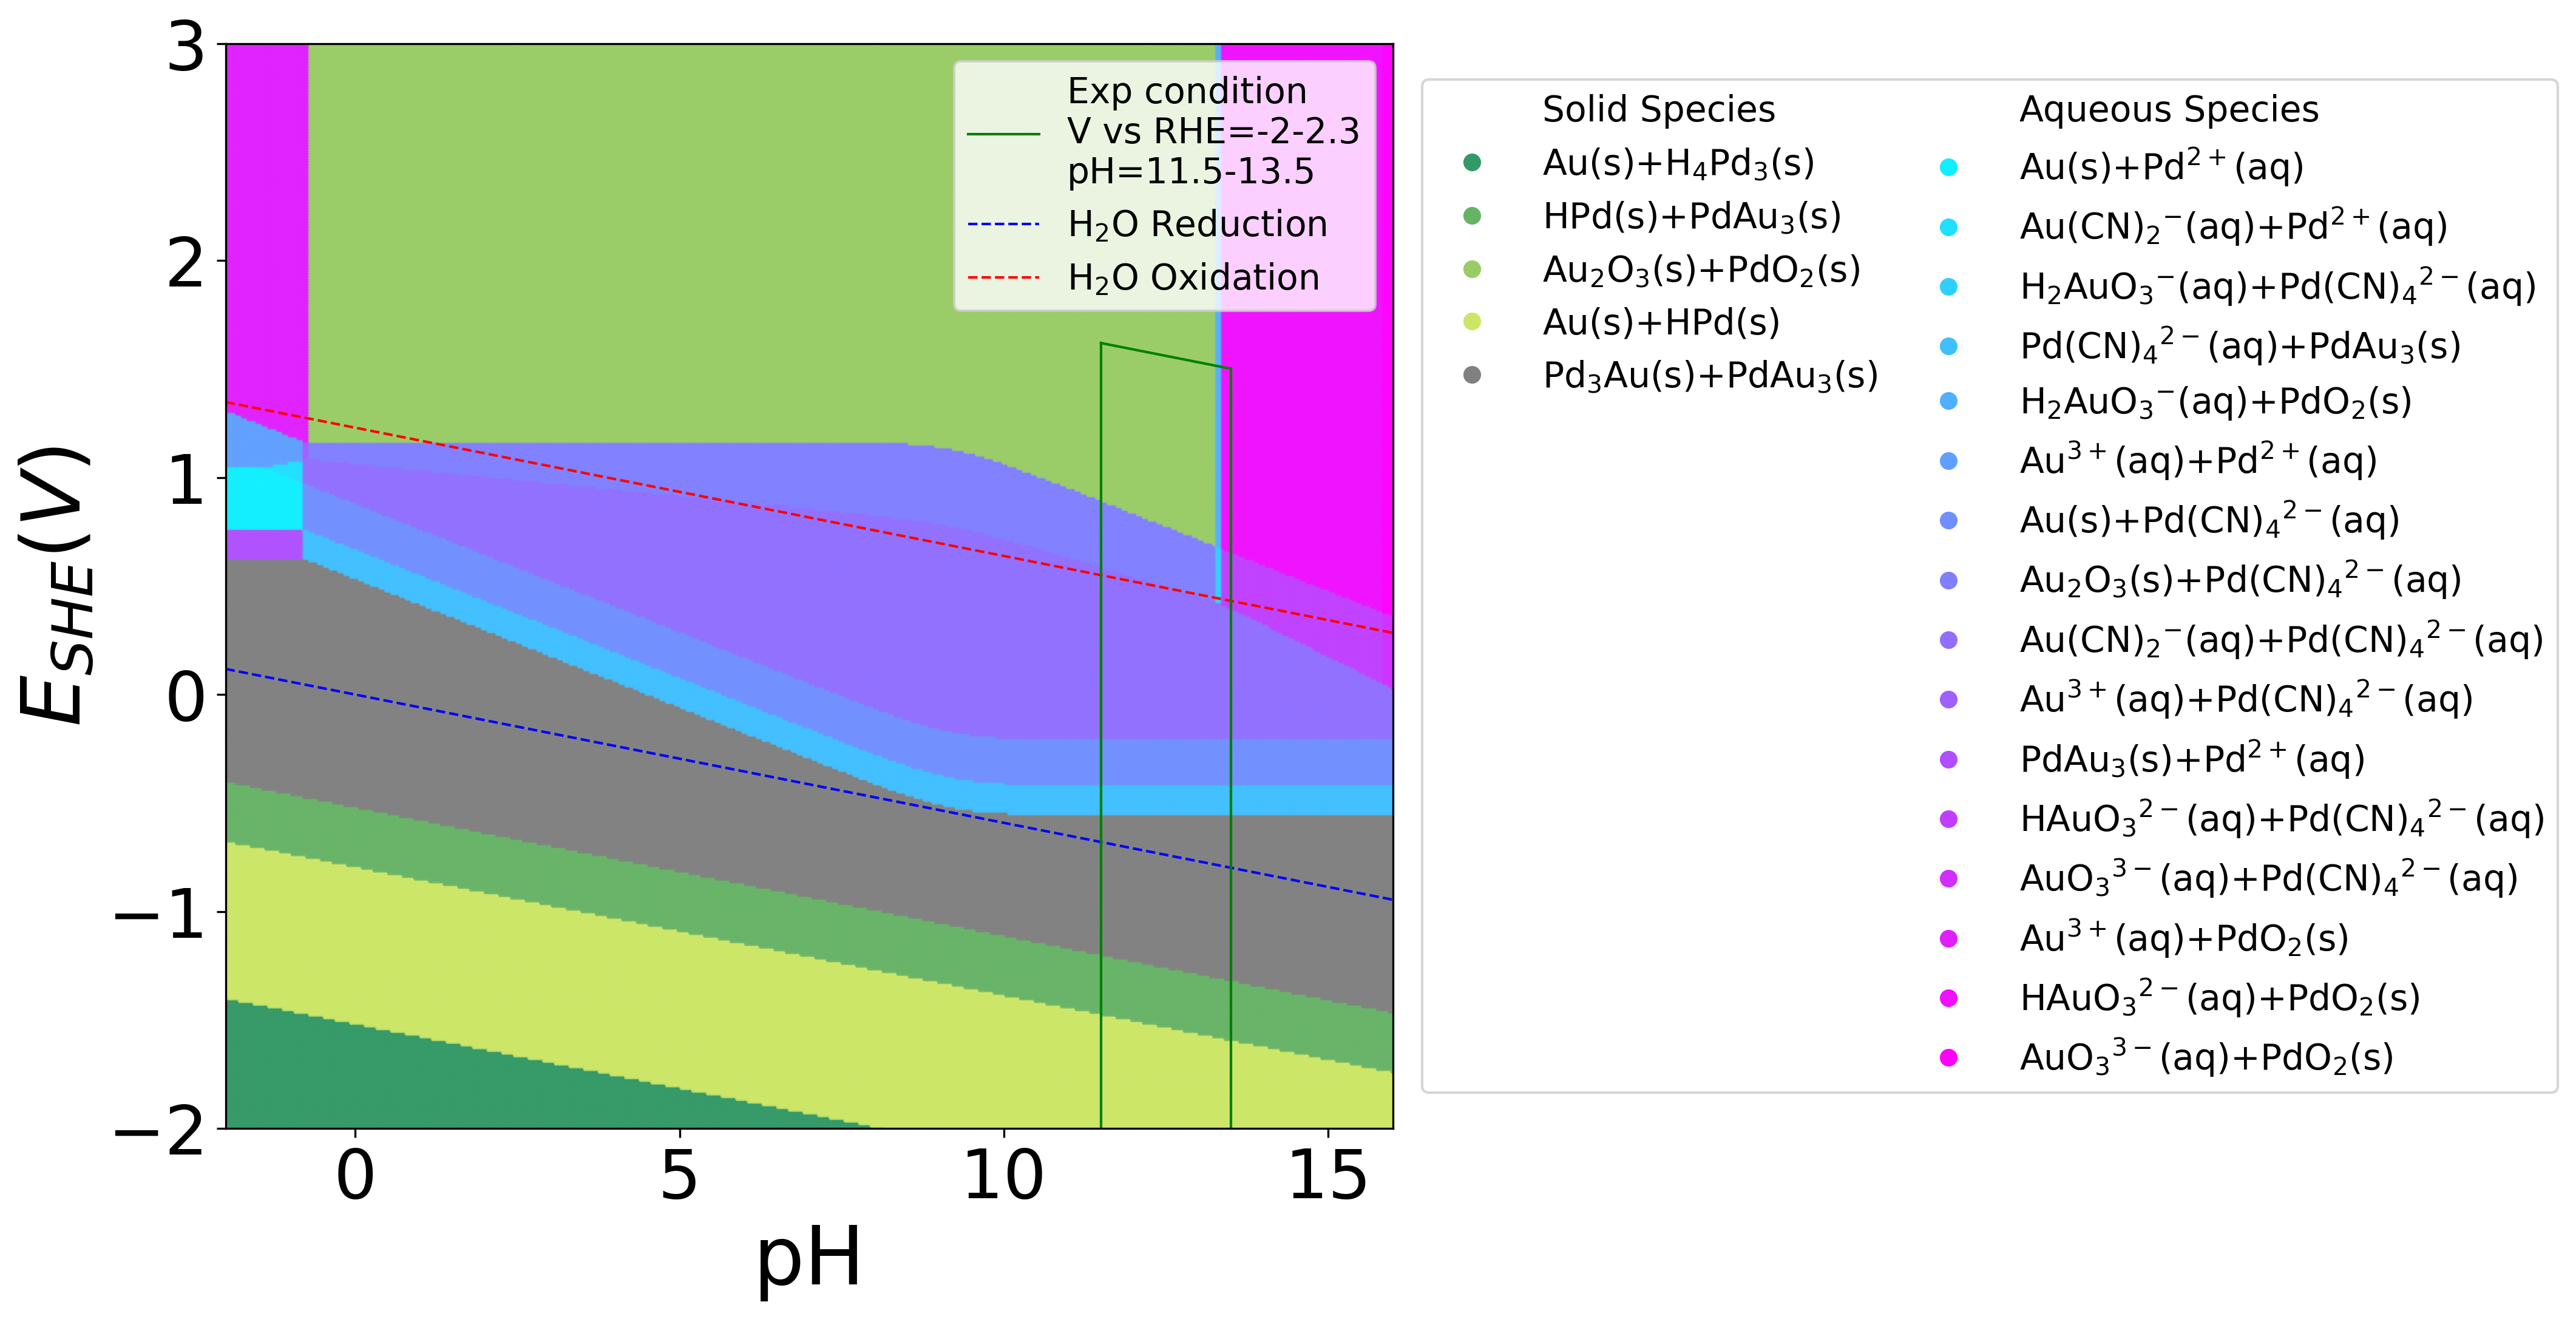 3
2
1
0
−1
−2
E_SHE(V)
0
5
10
15
pH
Exp condition
V vs RHE=-2-2.3
pH=11.5-13.5
H₂O Reduction
H₂O Oxidation
Solid Species
Au(s)+H₄Pd₃(s)
HPd(s)+PdAu₃(s)
Au₂O₃(s)+PdO₂(s)
Au(s)+HPd(s)
Pd₃Au(s)+PdAu₃(s)
Aqueous Species
Au(s)+Pd²⁺(aq)
Au(CN)₂⁻(aq)+Pd²⁺(aq)
H₂AuO₃⁻(aq)+Pd(CN)₄²⁻(aq)
Pd(CN)₄²⁻(aq)+PdAu₃(s)
H₂AuO₃⁻(aq)+PdO₂(s)
Au³⁺(aq)+Pd²⁺(aq)
Au(s)+Pd(CN)₄²⁻(aq)
Au₂O₃(s)+Pd(CN)₄²⁻(aq)
Au(CN)₂⁻(aq)+Pd(CN)₄²⁻(aq)
Au³⁺(aq)+Pd(CN)₄²⁻(aq)
PdAu₃(s)+Pd²⁺(aq)
HAuO₃²⁻(aq)+Pd(CN)₄²⁻(aq)
AuO₃³⁻(aq)+Pd(CN)₄²⁻(aq)
Au³⁺(aq)+PdO₂(s)
HAuO₃²⁻(aq)+PdO₂(s)
AuO₃³⁻(aq)+PdO₂(s)